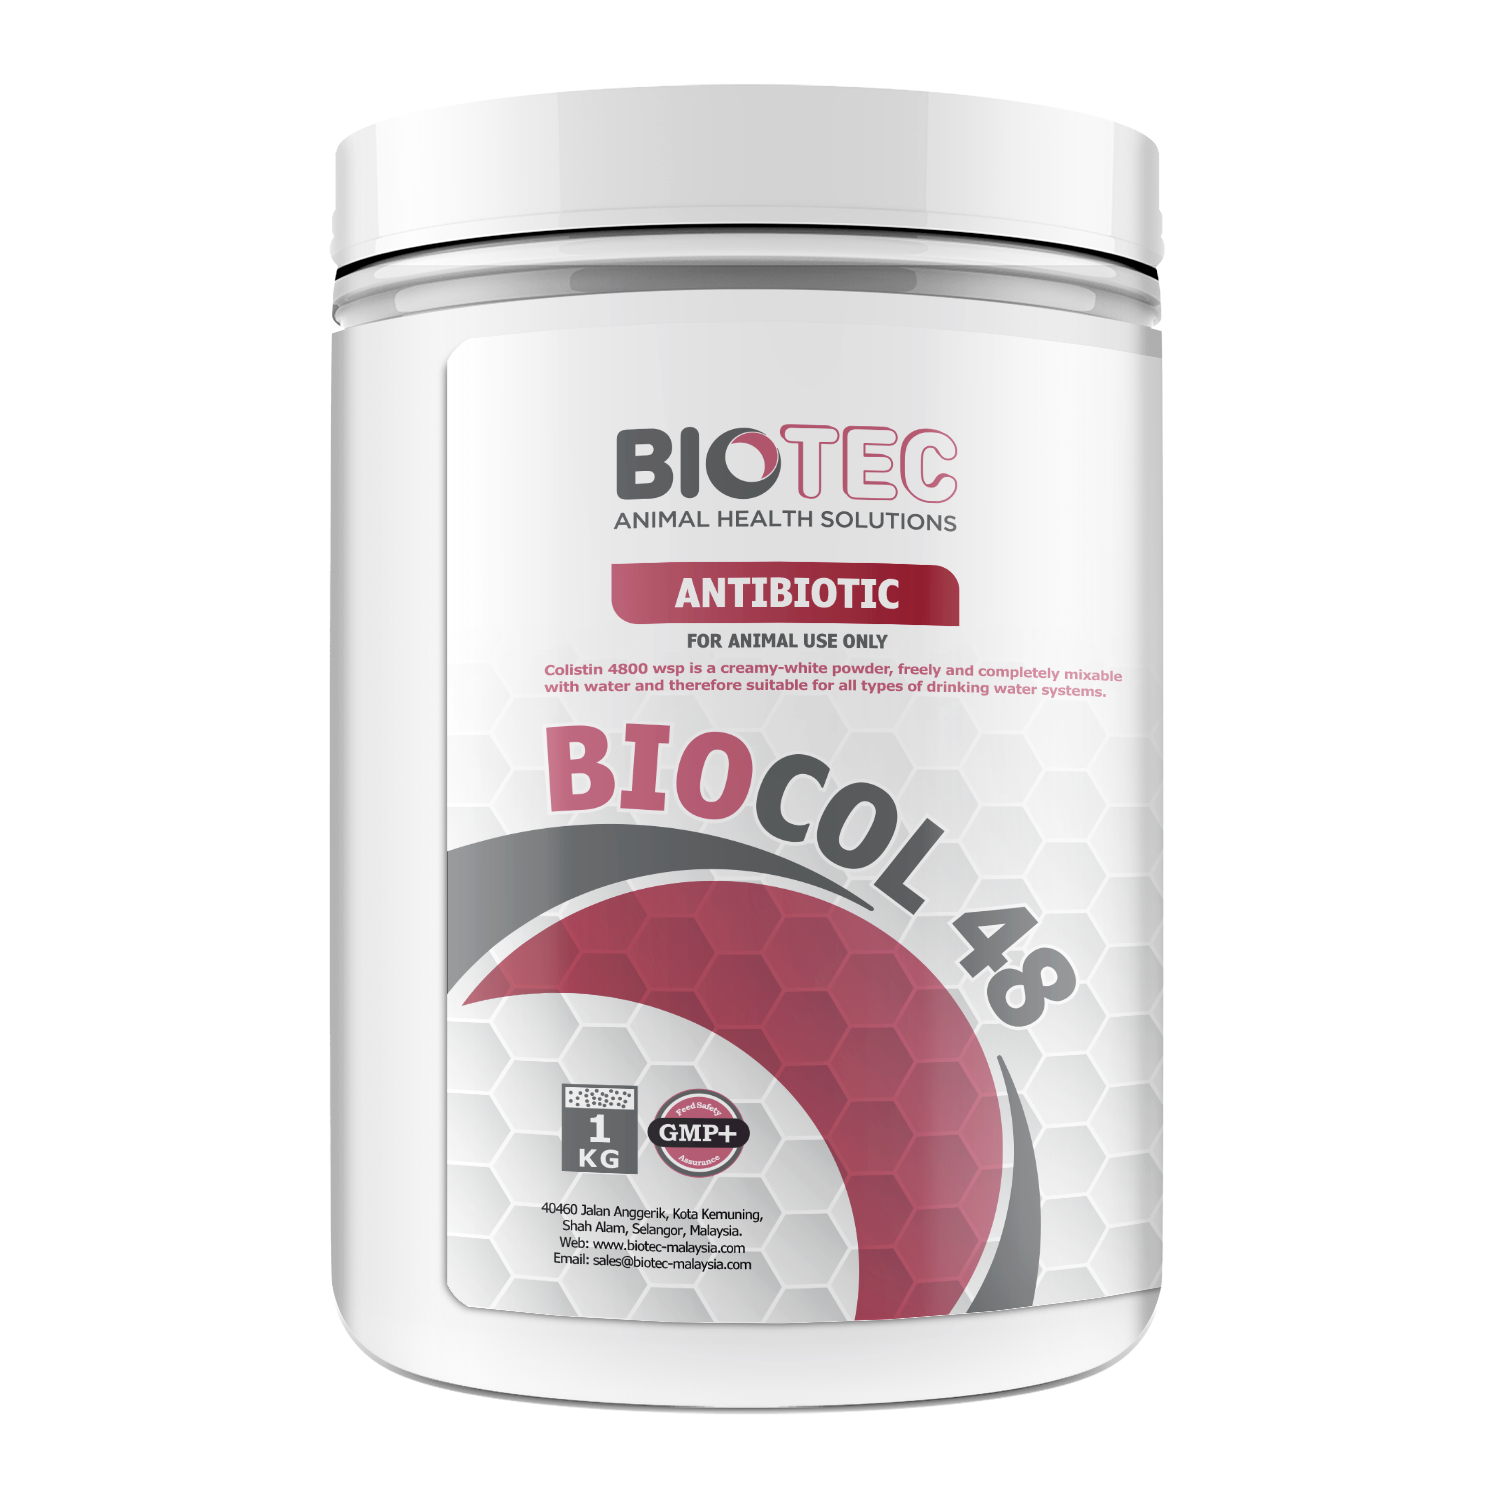 BIOTEC
ANIMAL HEALTH SOLUTIONS
ANTIBIOTIC
FOR ANIMAL USE ONLY
Colistin 4800 wsp is a creamy-white powder, freely and completely mixable
with water and therefore suitable for all types of drinking water systems.
BIOCOL 48
1
KG
Feed Safety
GMP+
Assurance
40460 Jalan Anggerik, Kota Kemuning,
Shah Alam, Selangor, Malaysia.
Web: www.biotec-malaysia.com
Email: sales@biotec-malaysia.com